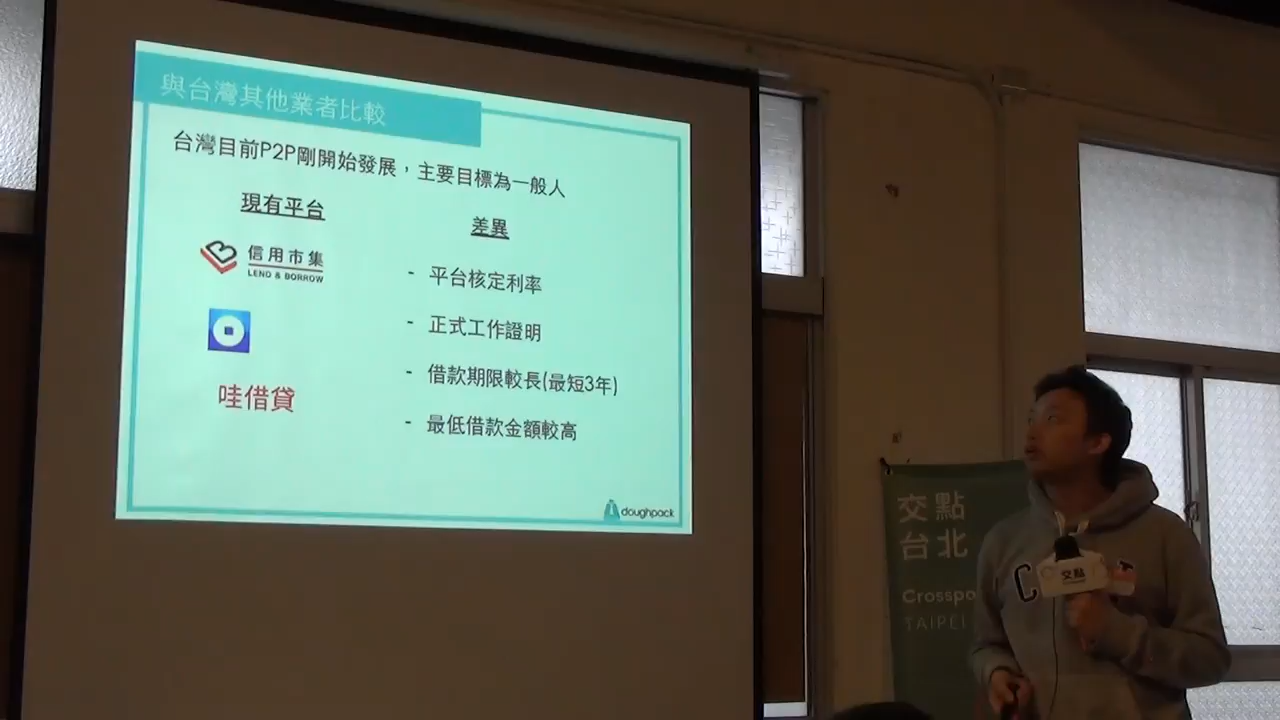 與台灣其他業者比較
台灣目前P2P剛開始發展，主要目標為一般人
現有平台
差異
信用市集
LEND & BORROW
哇借貸
- 平台核定利率
- 正式工作證明
- 借款期限較長(最短3年)
- 最低借款金額較高
doughpack
交點
台北
Crosspo
TAIPEI
交點